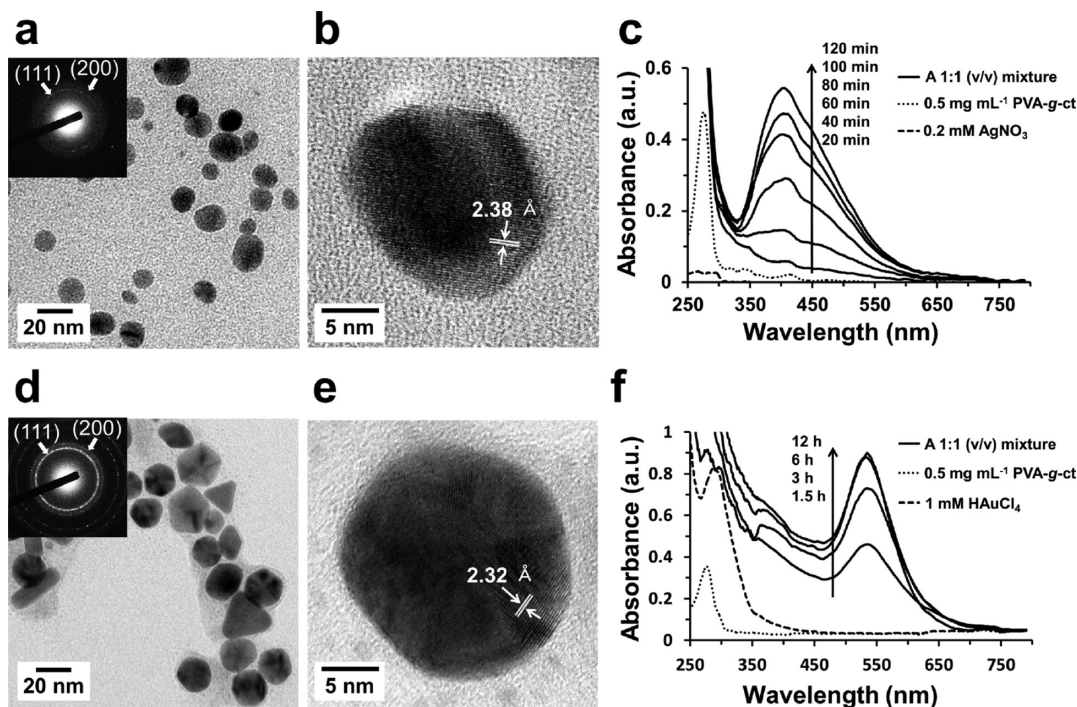 a
(111) (200)
20 nm
b
2.38 Å
5 nm
c
Absorbance (a.u.)
0.6
0.4
0.2
0
250 350 450 550 650 750
Wavelength (nm)
120 min
100 min
80 min
60 min
40 min
20 min
A 1:1 (v/v) mixture
0.5 mg mL⁻¹ PVA-g-ct
0.2 mM AgNO₃
d
(111) (200)
20 nm
e
2.32 Å
5 nm
f
Absorbance (a.u.)
1
0.8
0.6
0.4
0.2
0
250 350 450 550 650 750
Wavelength (nm)
12 h
6 h
3 h
1.5 h
A 1:1 (v/v) mixture
0.5 mg mL⁻¹ PVA-g-ct
1 mM HAuCl₄